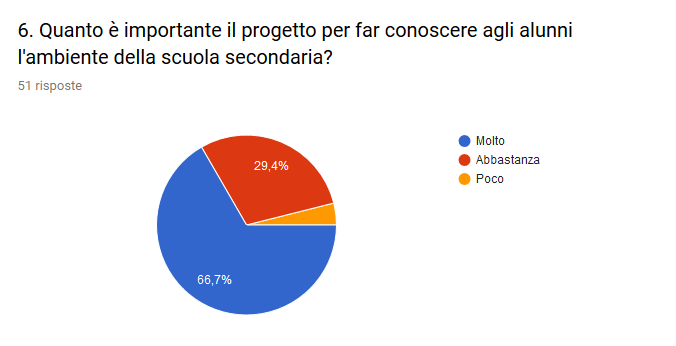 6. Quanto è importante il progetto per far conoscere agli alunni
l'ambiente della scuola secondaria?
51 risposte
Molto
29,4%
Abbastanza
Poco
66,7%